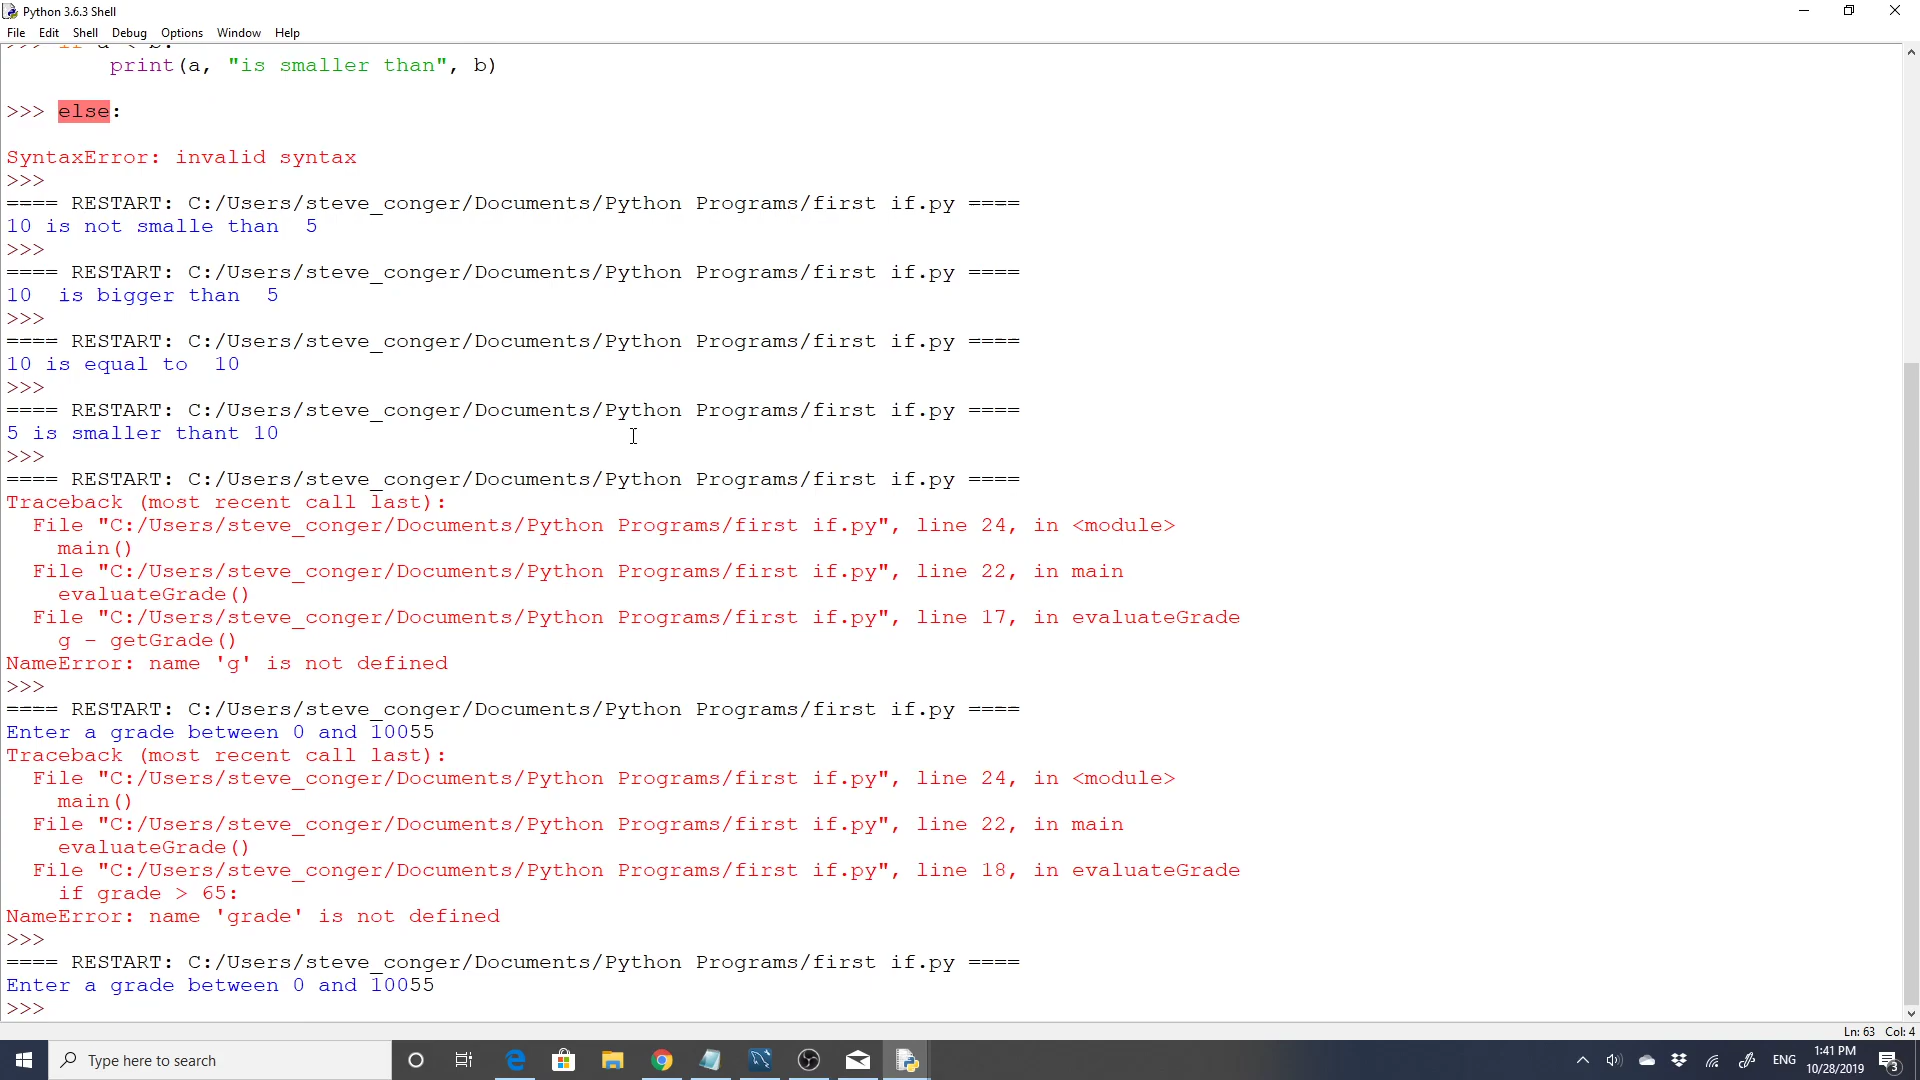 Python 3.6.3 Shell
File Edit Shell Debug Options Window Help
>>> if a < b:
print(a, "is smaller than", b)
>>> else:
SyntaxError: invalid syntax
>>>
==== RESTART: C:/Users/steve_conger/Documents/Python Programs/first if.py ====
10 is not smalle than  5
>>>
==== RESTART: C:/Users/steve_conger/Documents/Python Programs/first if.py ====
10  is bigger than  5
>>>
==== RESTART: C:/Users/steve_conger/Documents/Python Programs/first if.py ====
10 is equal to  10
>>>
==== RESTART: C:/Users/steve_conger/Documents/Python Programs/first if.py ====
5 is smaller thant 10
>>>
==== RESTART: C:/Users/steve_conger/Documents/Python Programs/first if.py ====
Traceback (most recent call last):
File "C:/Users/steve_conger/Documents/Python Programs/first if.py", line 24, in <module>
main()
File "C:/Users/steve_conger/Documents/Python Programs/first if.py", line 22, in main
evaluateGrade()
File "C:/Users/steve_conger/Documents/Python Programs/first if.py", line 17, in evaluateGrade
g - getGrade()
NameError: name 'g' is not defined
>>>
==== RESTART: C:/Users/steve_conger/Documents/Python Programs/first if.py ====
Enter a grade between 0 and 10055
Traceback (most recent call last):
File "C:/Users/steve_conger/Documents/Python Programs/first if.py", line 24, in <module>
main()
File "C:/Users/steve_conger/Documents/Python Programs/first if.py", line 22, in main
evaluateGrade()
File "C:/Users/steve_conger/Documents/Python Programs/first if.py", line 18, in evaluateGrade
if grade > 65:
NameError: name 'grade' is not defined
>>>
==== RESTART: C:/Users/steve_conger/Documents/Python Programs/first if.py ====
Enter a grade between 0 and 10055
>>>
Ln: 63 Col: 4
Type here to search
ENG
1:41 PM
10/28/2019
3